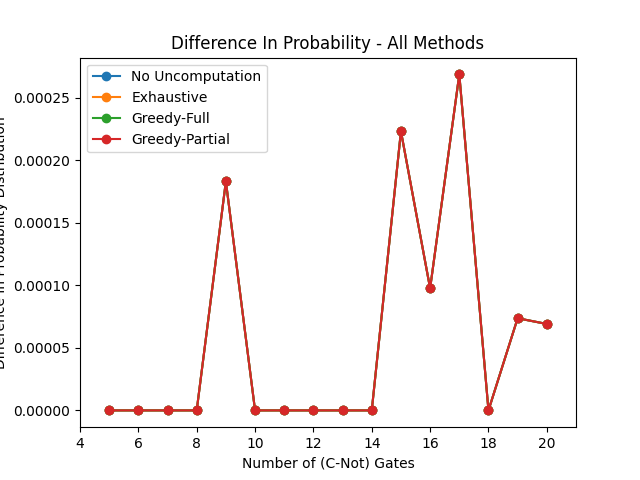 Difference In Probability - All Methods
No Uncomputation
Exhaustive
Greedy-Full
Greedy-Partial
0.00025
0.00020
0.00015
0.00010
0.00005
0.00000
in Probability Distribution
4 6 8 10 12 14 16 18 20
Number of (C-Not) Gates